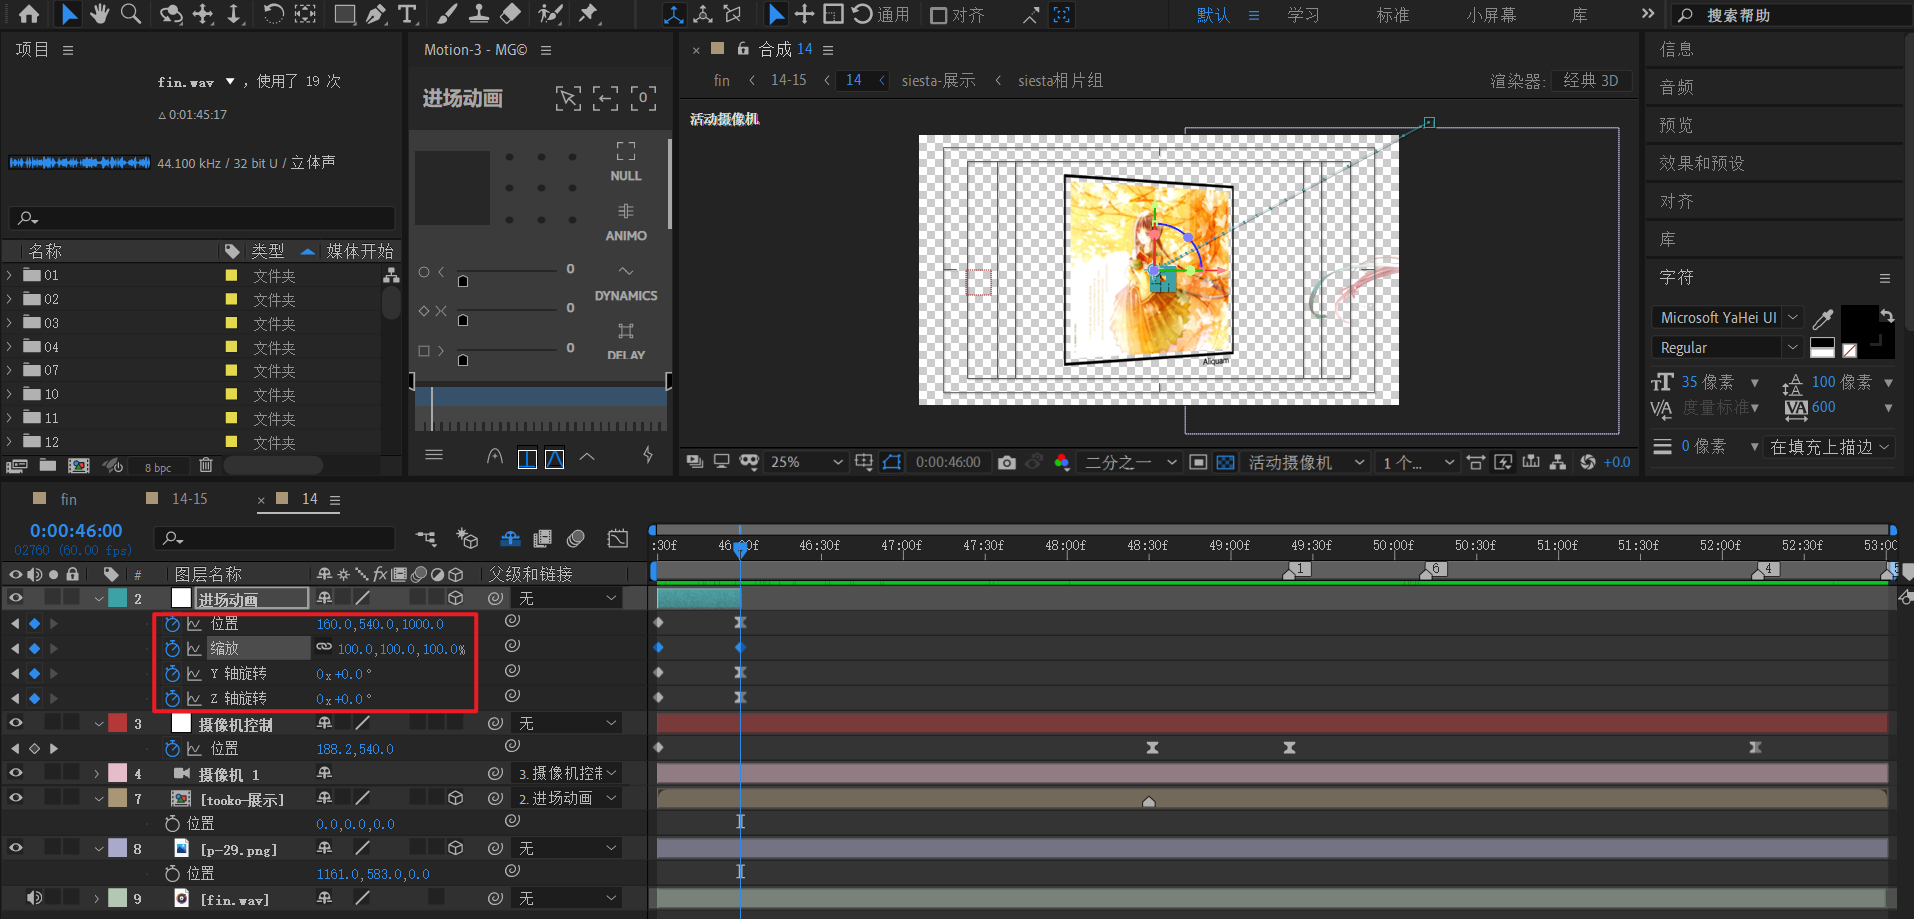 通用
对齐
默认
学习
标准
小屏幕
库
搜索帮助
项目
fin.wav ▼ ，使用了 19 次
△ 0:01:45:17
44.100 kHz / 32 bit U / 立体声
名称
类型
媒体开始
01 文件夹
02 文件夹
03 文件夹
04 文件夹
07 文件夹
10 文件夹
11 文件夹
12 文件夹
8 bpc
Motion-3 - MG©
进场动画
0
NULL
ANIMO
DYNAMICS
DELAY
0
0
0
合成 14
fin
14-15
14
siesta-展示
siesta相片组
渲染器:
经典 3D
活动摄像机
Aliquam
25%
0:00:46:00
二分之一
活动摄像机
1 个...
+0.0
信息
音频
预览
效果和预设
对齐
库
字符
Microsoft YaHei UI
Regular
35 像素
100 像素
度量标准
600
0 像素
在填充上描边
fin
14-15
14
0:00:46:00
02760 (60.00 fps)
:30f
46:00f
46:30f
47:00f
47:30f
48:00f
48:30f
49:00f
49:30f
50:00f
50:30f
51:00f
51:30f
52:00f
52:30f
53:00
1
6
4
#
图层名称
fx
父级和链接
2 进场动画 无
位置 160.0,540.0,1000.0
缩放 100.0,100.0,100.0%
Y 轴旋转 0x+0.0°
Z 轴旋转 0x+0.0°
3 摄像机控制 无
位置 188.2,540.0
4 摄像机 1 3.摄像机控制
7 [tooko-展示] 2.进场动画
位置 0.0,0.0,0.0
8 [p-29.png] 无
位置 1161.0,583.0,0.0
9 [fin.wav] 无